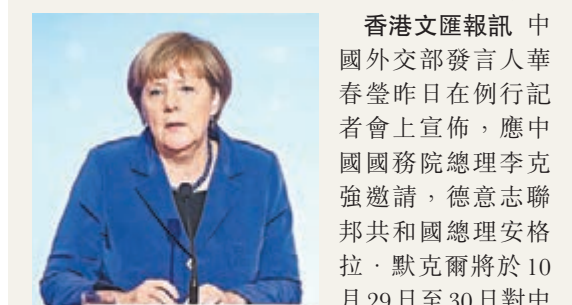 香港文匯報訊 中
國外交部發言人華
春瑩昨日在例行記
者會上宣佈，應中
國國務院總理李克
強邀請，德意志聯
邦共和國總理安格
拉．默克爾將於10
月29日至30日對中